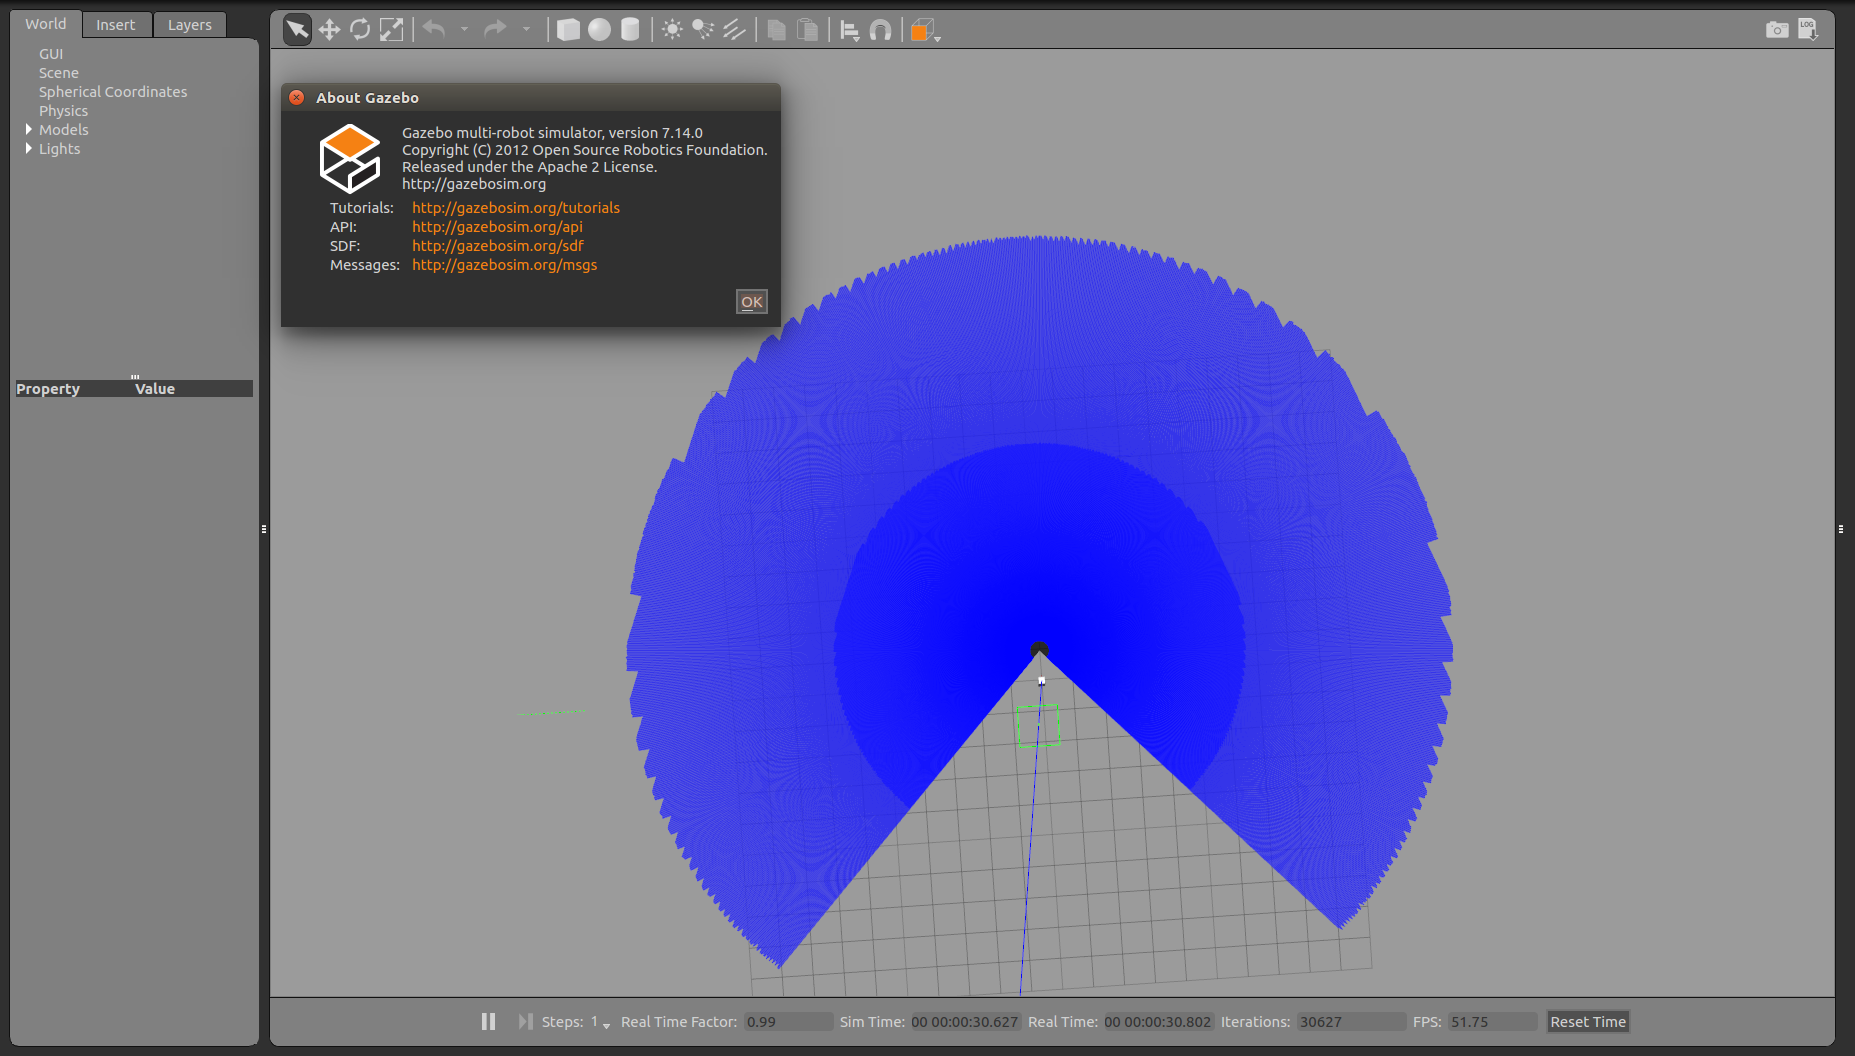 World Insert Layers
GUI
Scene
Spherical Coordinates
Physics
Models
Lights
Property Value
LOG
About Gazebo
Gazebo multi-robot simulator, version 7.14.0
Copyright (C) 2012 Open Source Robotics Foundation.
Released under the Apache 2 License.
http://gazebosim.org
Tutorials: http://gazebosim.org/tutorials
API: http://gazebosim.org/api
SDF: http://gazebosim.org/sdf
Messages: http://gazebosim.org/msgs
OK
Steps: 1 Real Time Factor: 0.99 Sim Time: 00 00:00:30.627 Real Time: 00 00:00:30.802 Iterations: 30627 FPS: 51.75 Reset Time